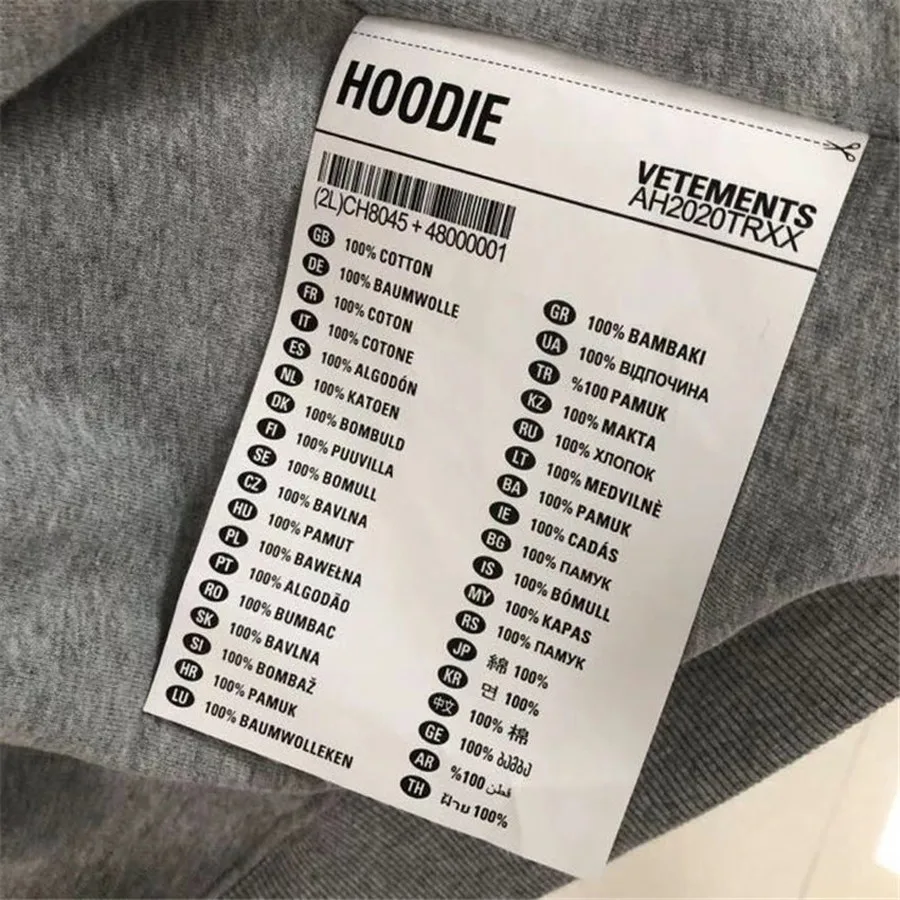 HOODIE
VETEMENTS
AH2020TRXX
(2L)CH8045 + 48000001
GB 100% COTTON
DE 100% BAUMWOLLE
FR 100% COTON
IT 100% COTONE
ES 100% ALGODÓN
NL 100% KATOEN
DK 100% BOMBULD
FI 100% PUUVILLA
SE 100% BOMULL
CZ 100% BAVLNA
HU 100% PAMUT
PL 100% BAWEŁNA
PT 100% ALGODÃO
RO 100% BUMBAC
SK 100% BAVLNA
SI 100% BOMBAŽ
HR 100% PAMUK
LU 100% BAUMWOLLEKEN
GR 100% BAMBAKI
UA 100% ВІДПОЧИНА
TR %100 PAMUK
KZ 100% МАКТА
RU 100% ХЛОПОК
LT 100% MEDVILNĖ
BA 100% PAMUK
IE 100% CADÁS
BG 100% ПАМУК
IS 100% BÓMULL
MY 100% KAPAS
RS 100% ПАМУК
JP 綿 100%
KR 면 100%
中文 100% 棉
GE 100% ბამბა
AR %100 قطن
TH ฝ้าย 100%